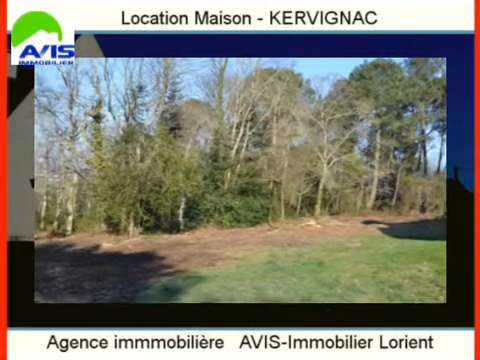 Location Maison - KERVIGNAC
AVIS
IMMOBILIER
Agence immmobilière AVIS-Immobilier Lorient